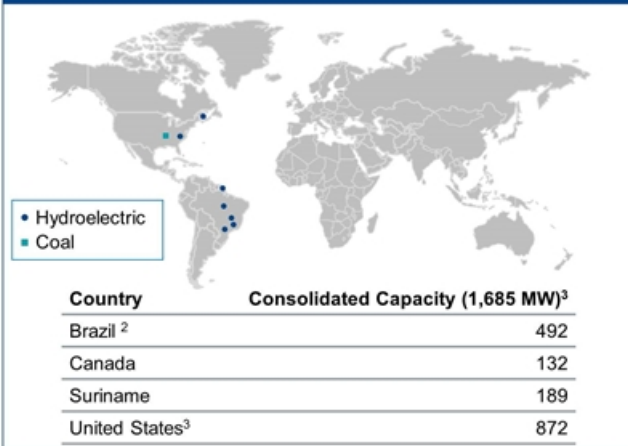 Hydroelectric
Coal
Country Consolidated Capacity (1,685 MW)³
Brazil ² 492
Canada 132
Suriname 189
United States³ 872